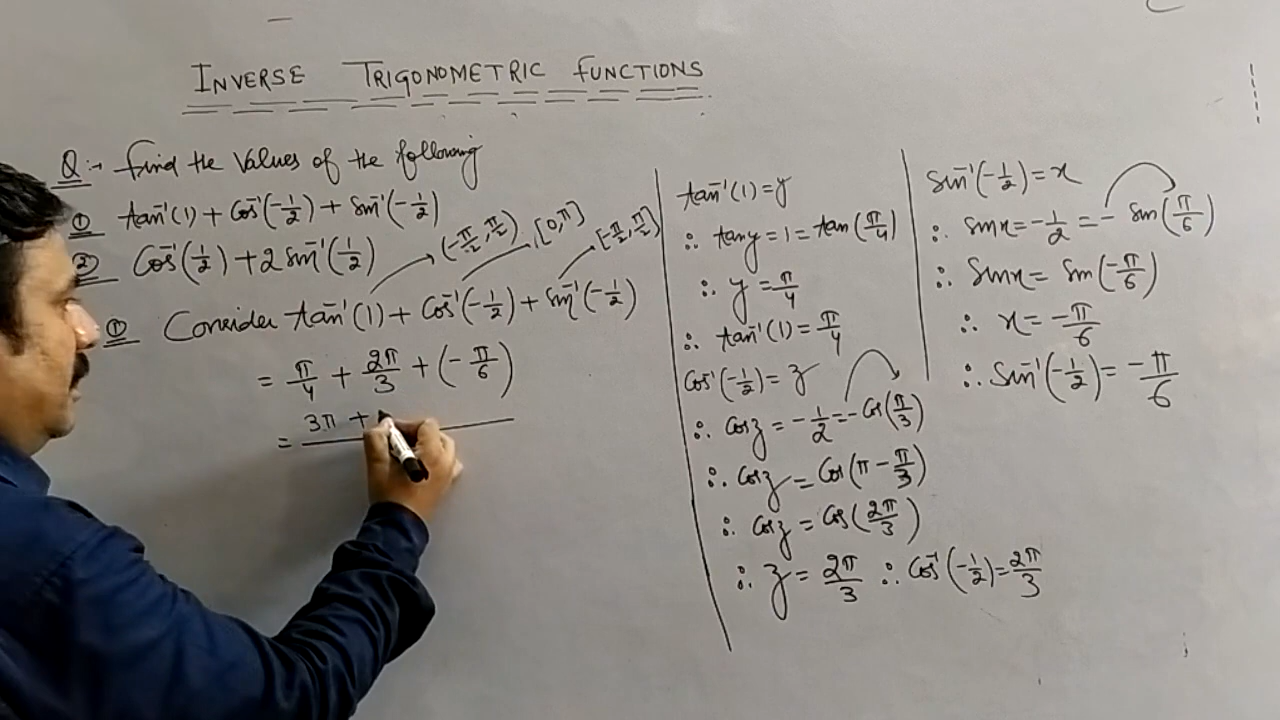 INVERSE TRIGONOMETRIC FUNCTIONS
Q:- Find the Values of the following
① tan⁻¹(1) + Cos⁻¹(-1/2) + Sin⁻¹(-1/2)
② Cos⁻¹(1/2) + 2 Sin⁻¹(1/2)
(-π/2, π/2) [0, π] [-π/2, π/2]
① Consider tan⁻¹(1) + Cos⁻¹(-1/2) + Sin⁻¹(-1/2)
= π/4 + 2π/3 + (-π/6)
= 3π +
tan⁻¹(1) = y
∴ tan y = 1 = tan(π/4)
∴ y = π/4
∴ tan⁻¹(1) = π/4
Cos⁻¹(-1/2) = z
∴ Cos z = -1/2 = -Cos(π/3)
∴ Cos z = Cos(π - π/3)
∴ Cos z = Cos(2π/3)
∴ z = 2π/3 ∴ Cos⁻¹(-1/2) = 2π/3
Sin⁻¹(-1/2) = x
∴ Sin x = -1/2 = - Sin(π/6)
∴ Sin x = Sin(-π/6)
∴ x = -π/6
∴ Sin⁻¹(-1/2) = -π/6